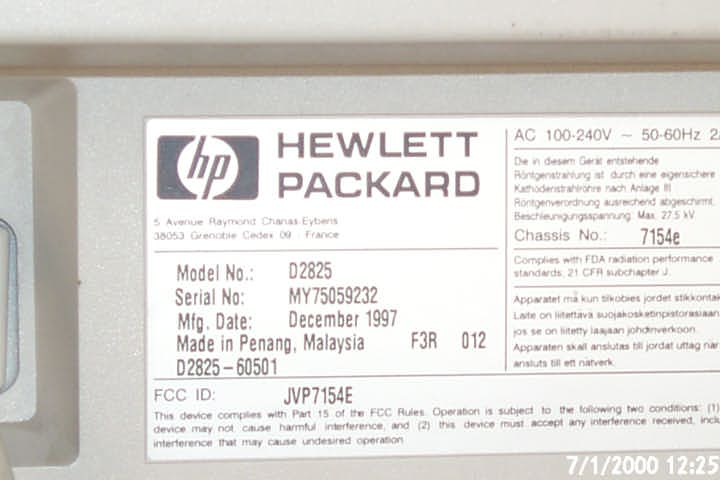 hp HEWLETT
PACKARD
5 Avenue Raymond Chanas-Eybens
38053 Grenoble Cedex 09 - France
Model No.: D2825
Serial No: MY75059232
Mfg. Date: December 1997
Made in Penang, Malaysia F3R 012
D2825-60501
AC 100-240V ~ 50-60Hz
Die in diesem Gerät entstehende
Röntgenstrahlung ist durch eine eigensichere
Kathodenstrahlröhre nach Anlage III
Röntgenverordnung ausreichend abgeschirmt.
Beschleunigungsspannung: Max. 27.5 kV
Chassis No.: 7154e
Complies with FDA radiation performance
standards, 21 CFR subchapter J.
Apparatet må kun tilkobles jordet
Laite on liitettävä suojakosketinpistorasiaan
jos se on liitetty laajaan johdinverkoon.
Apparaten skall anslutas till jordat uttag när
ansluts till ett nätverk.
FCC ID: JVP7154E
This device complies with Part 15 of the FCC Rules. Operation is subject to the following two conditions: (1)
device may not cause harmful interference, and (2) this device must accept any interference received,
interference that may cause undesired operation
7/1/2000 12:25